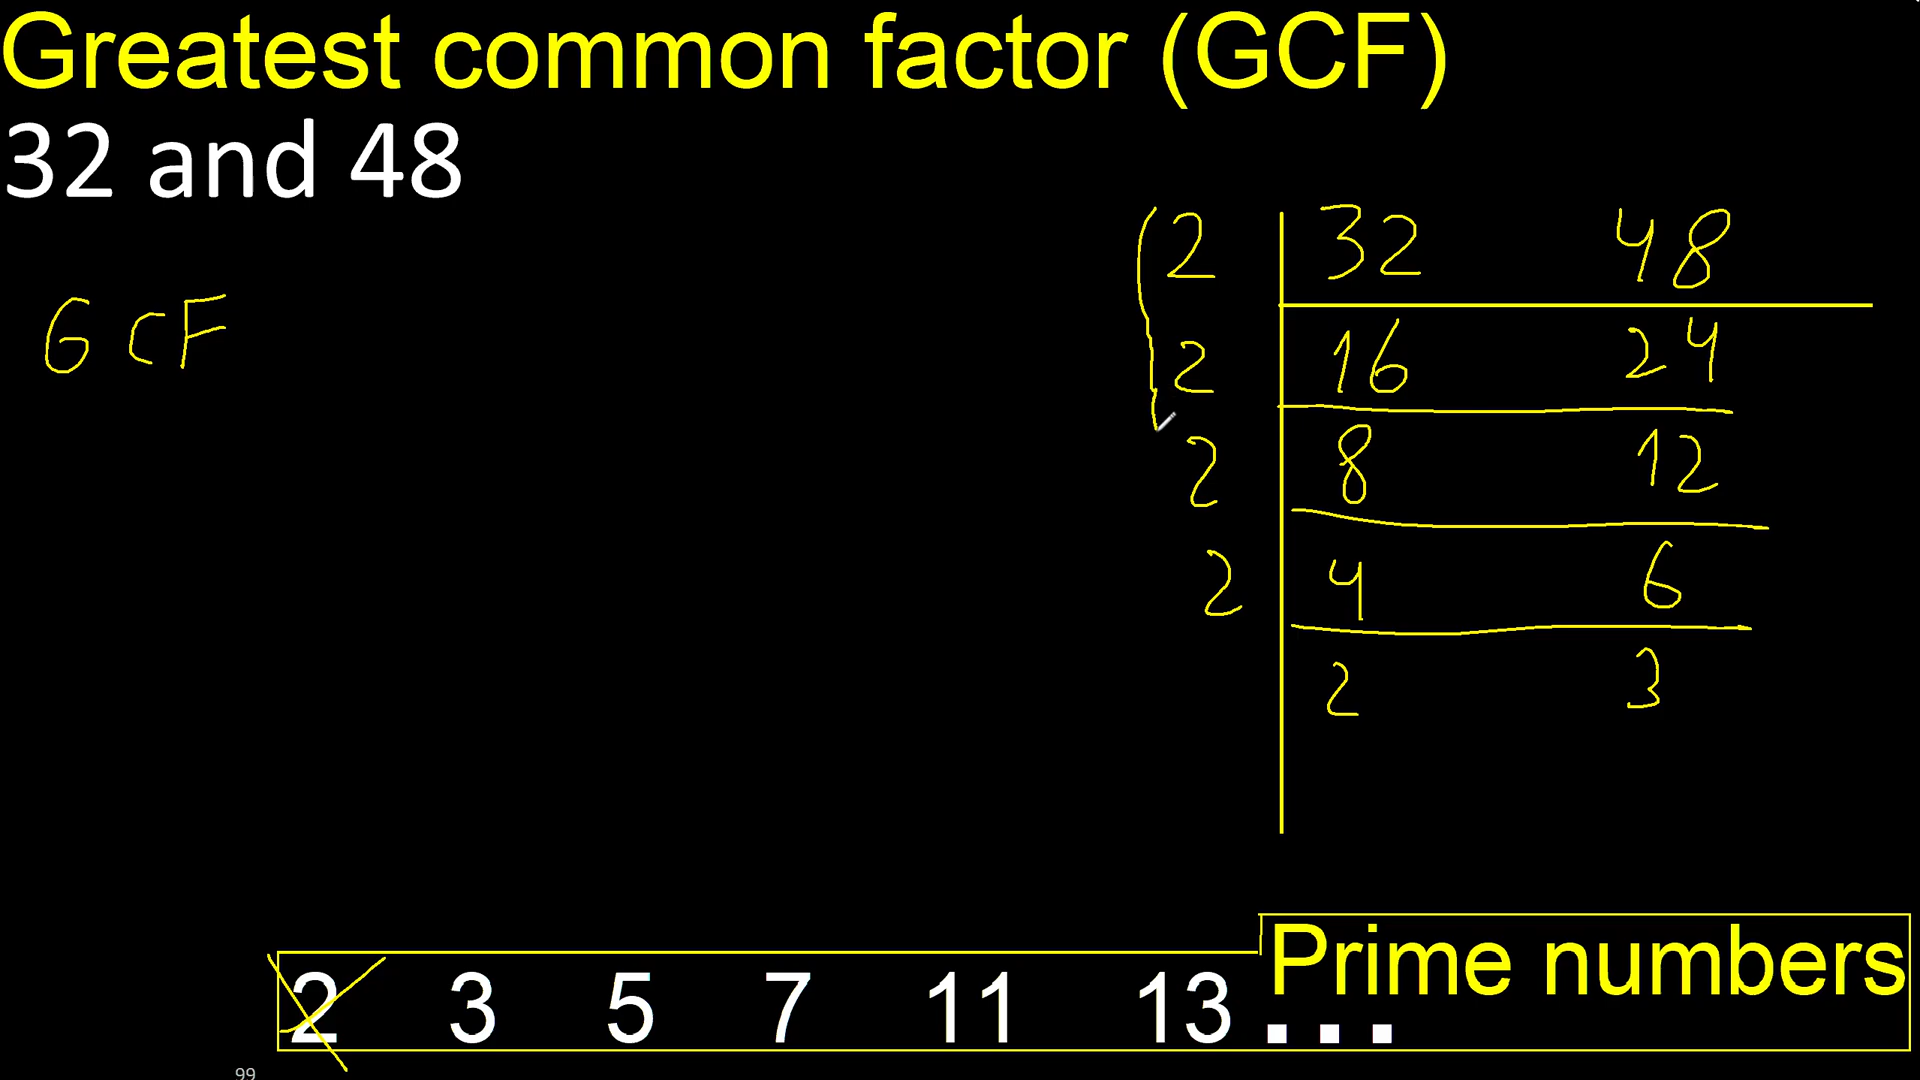 Greatest common factor (GCF)
32 and 48
2 32 48
GCF
2 16 24
2 8 12
2 4 6
2 3
Prime numbers
2 3 5 7 11 13 ...
99